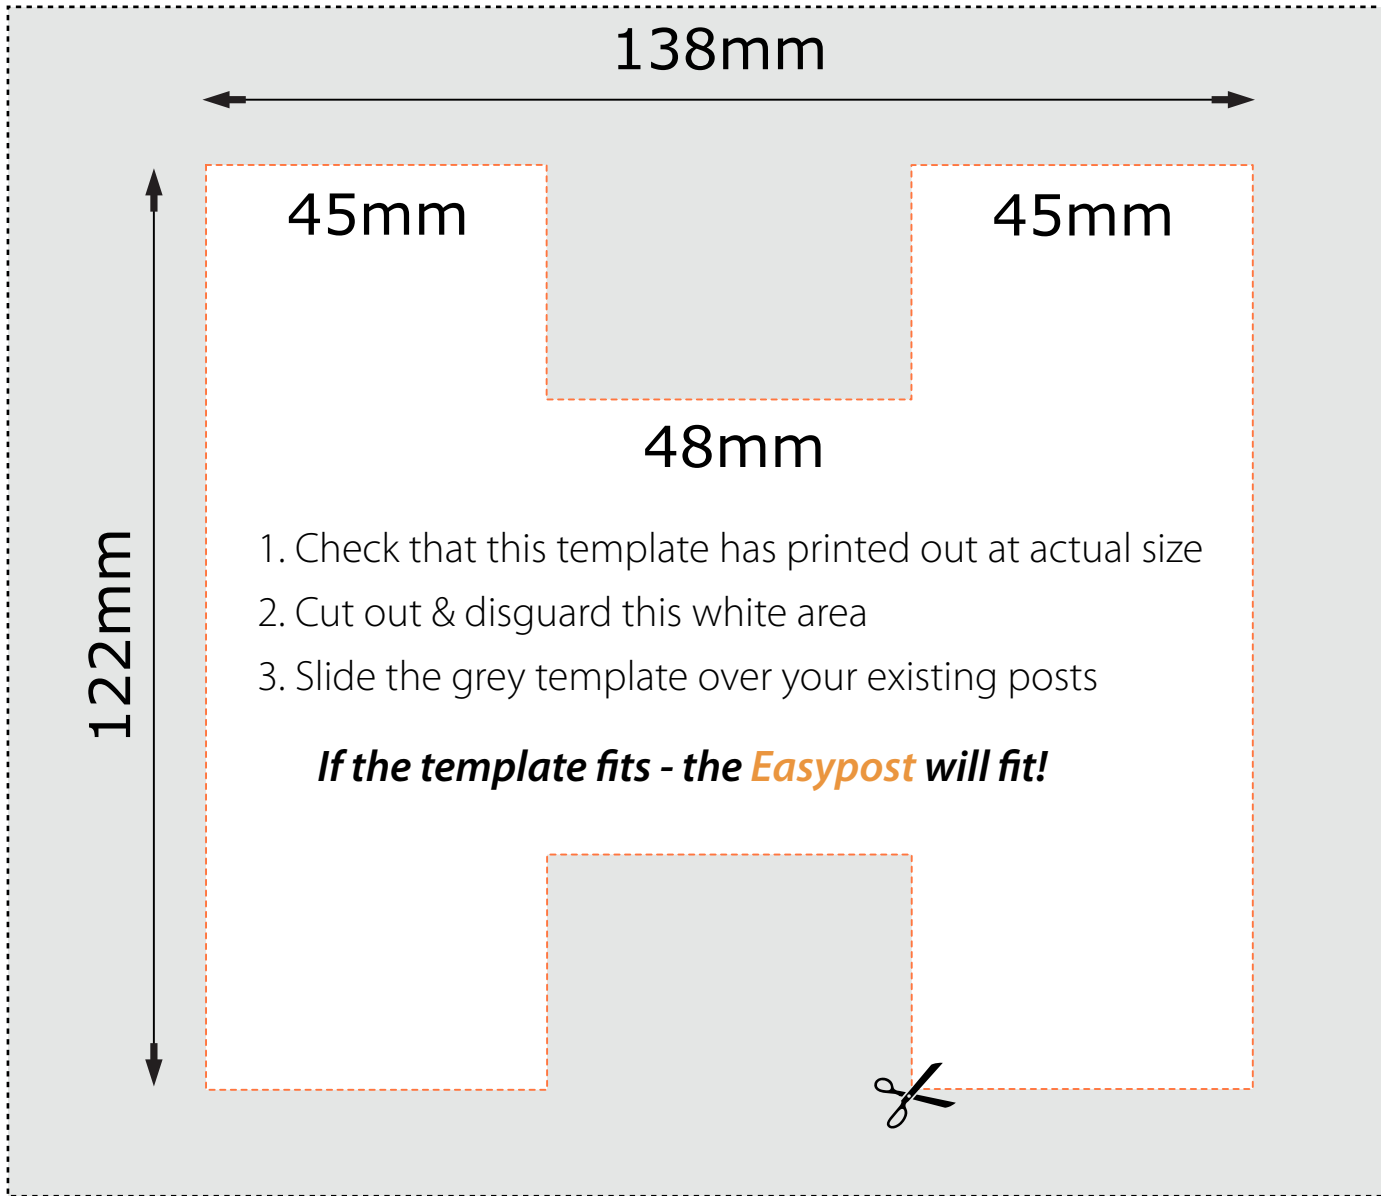 138mm
45mm
45mm
48mm
122mm
1. Check that this template has printed out at actual size
2. Cut out & disguard this white area
3. Slide the grey template over your existing posts
If the template fits - the Easypost will fit!